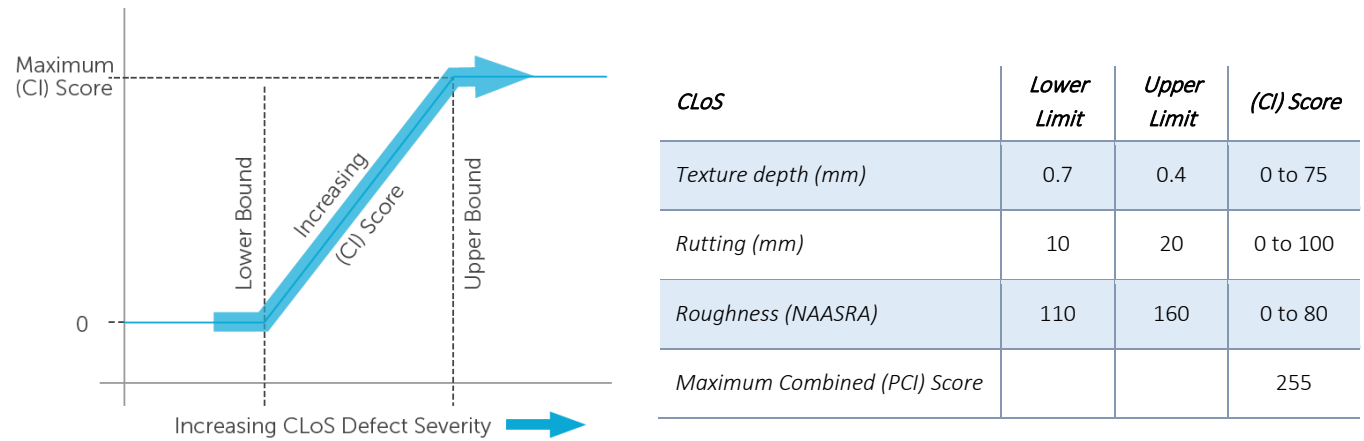 Maximum
(CI) Score
0
Lower Bound
Increasing
(CI) Score
Upper Bound
Increasing CLoS Defect Severity
CLoS Lower Limit Upper Limit (CI) Score
Texture depth (mm) 0.7 0.4 0 to 75
Rutting (mm) 10 20 0 to 100
Roughness (NAASRA) 110 160 0 to 80
Maximum Combined (PCI) Score 255